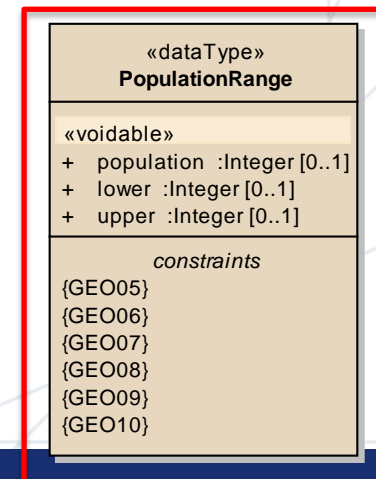 «dataType»
PopulationRange
«voidable»
+ population :Integer [0..1]
+ lower :Integer [0..1]
+ upper :Integer [0..1]
constraints
{GEO05}
{GEO06}
{GEO07}
{GEO08}
{GEO09}
{GEO10}